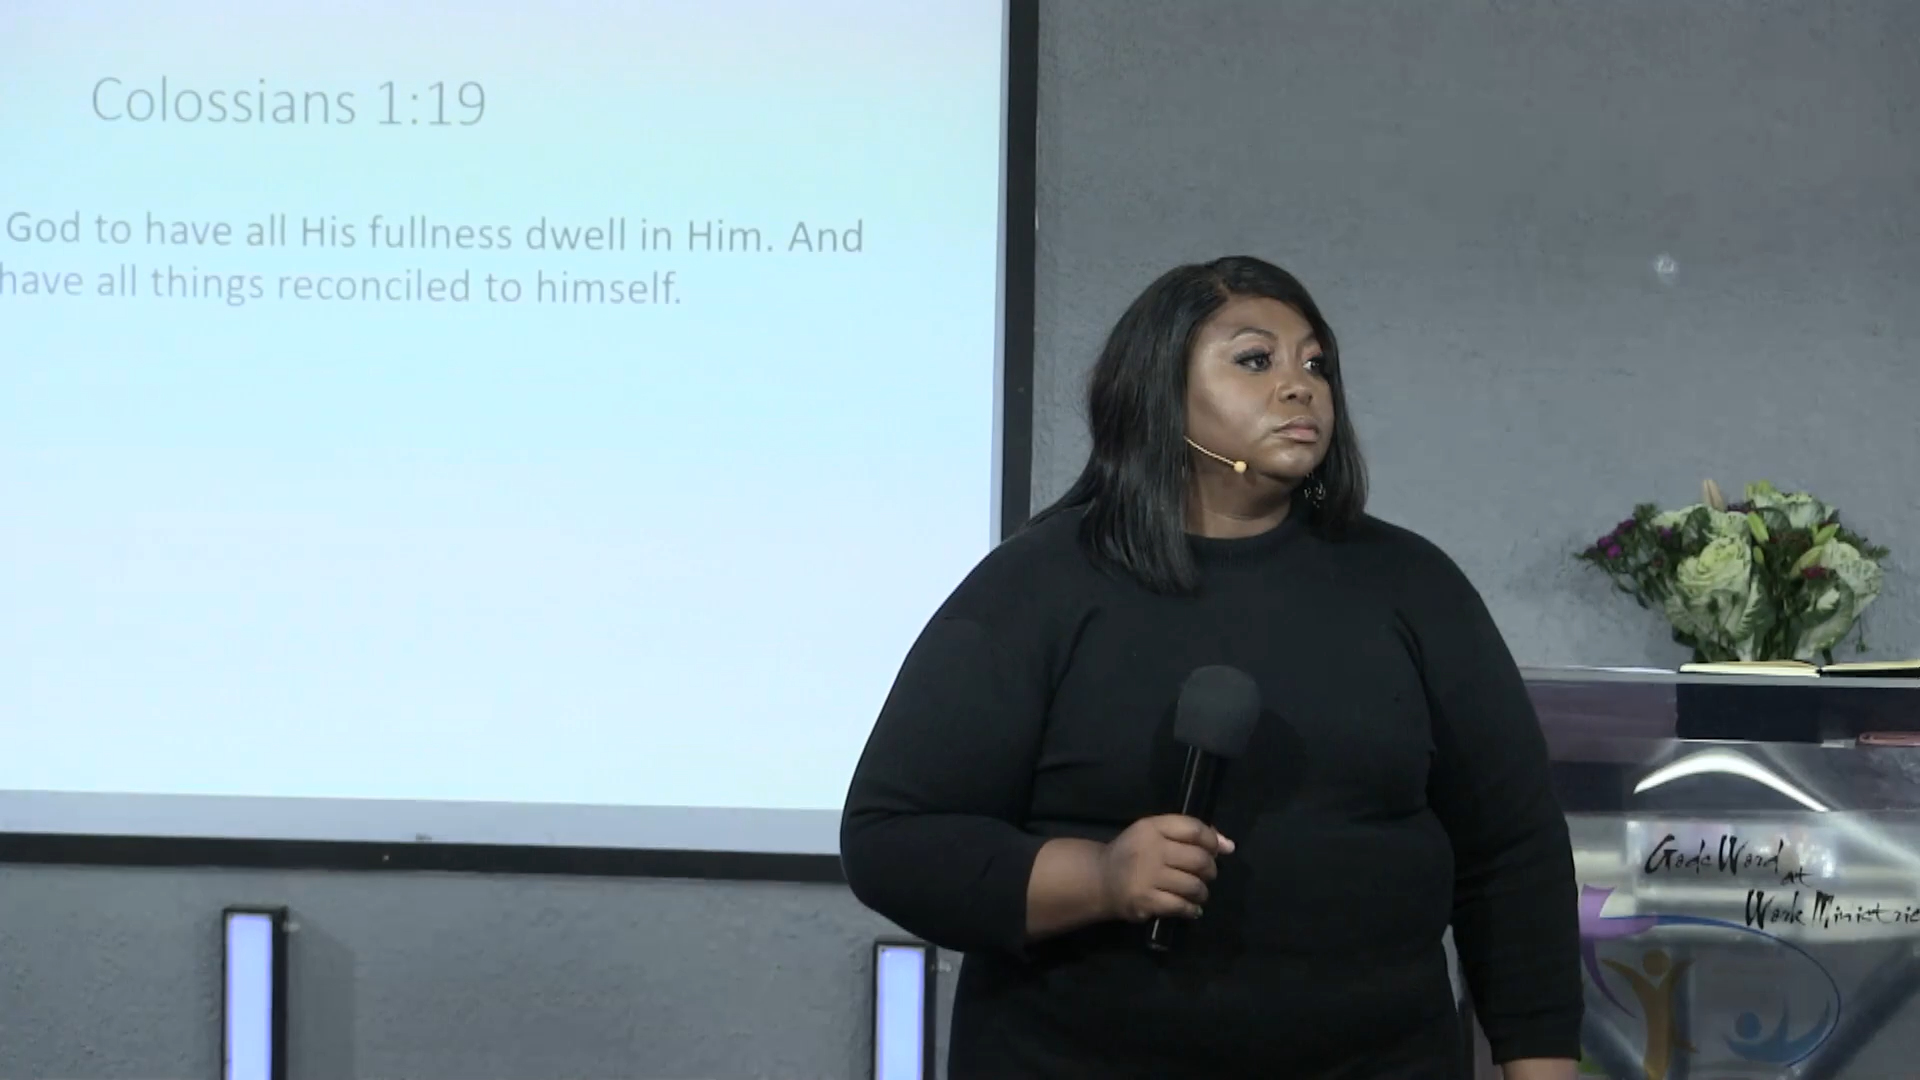 Colossians 1:19
God to have all His fullness dwell in Him. And
have all things reconciled to himself.
Gods Word
at
Work Ministrie